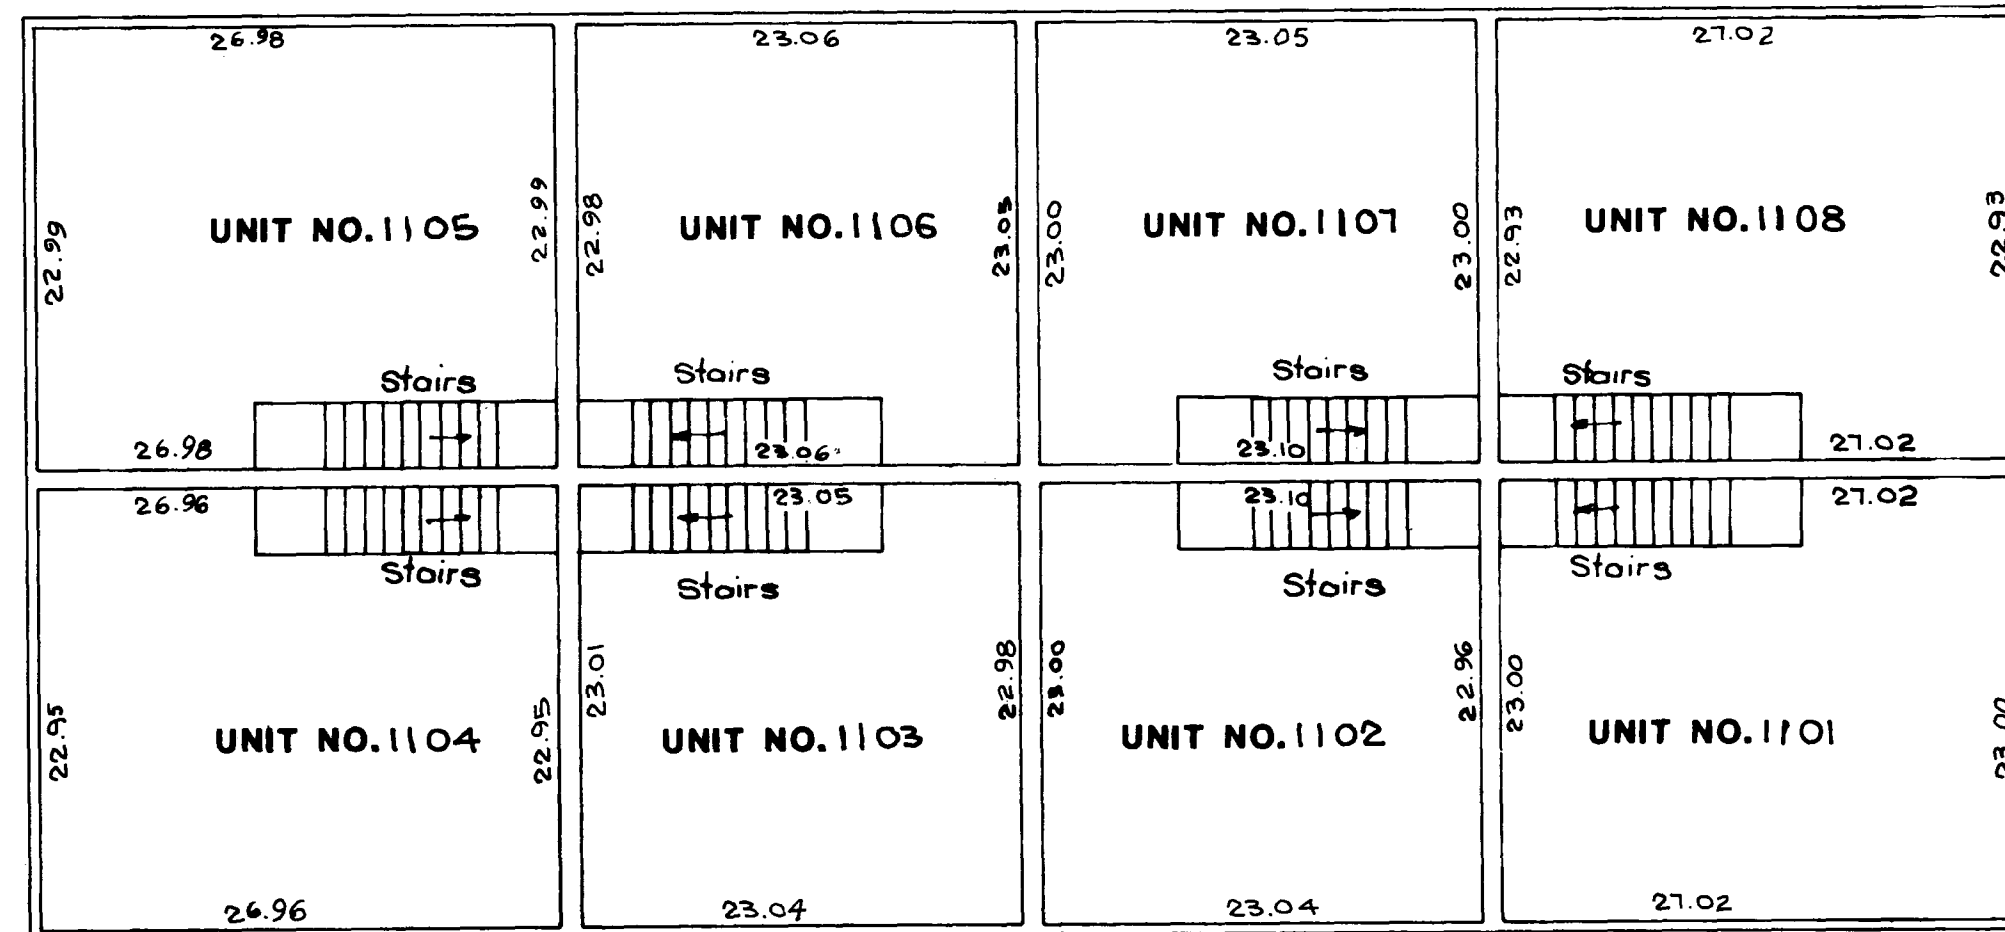 26.98
23.06
23.05
27.02
22.99
UNIT NO. 1105
22.99
22.98
UNIT NO. 1106
23.05
23.00
UNIT NO. 1107
23.00
22.93
UNIT NO. 1108
22.93
Stairs
Stairs
Stairs
Stairs
26.98
23.06
23.10
27.02
26.96
23.05
23.10
27.02
Stairs
Stairs
Stairs
Stairs
22.95
UNIT NO. 1104
22.95
23.01
UNIT NO. 1103
22.98
23.00
UNIT NO. 1102
22.96
23.00
UNIT NO. 1101
23.00
26.96
23.04
23.04
27.02